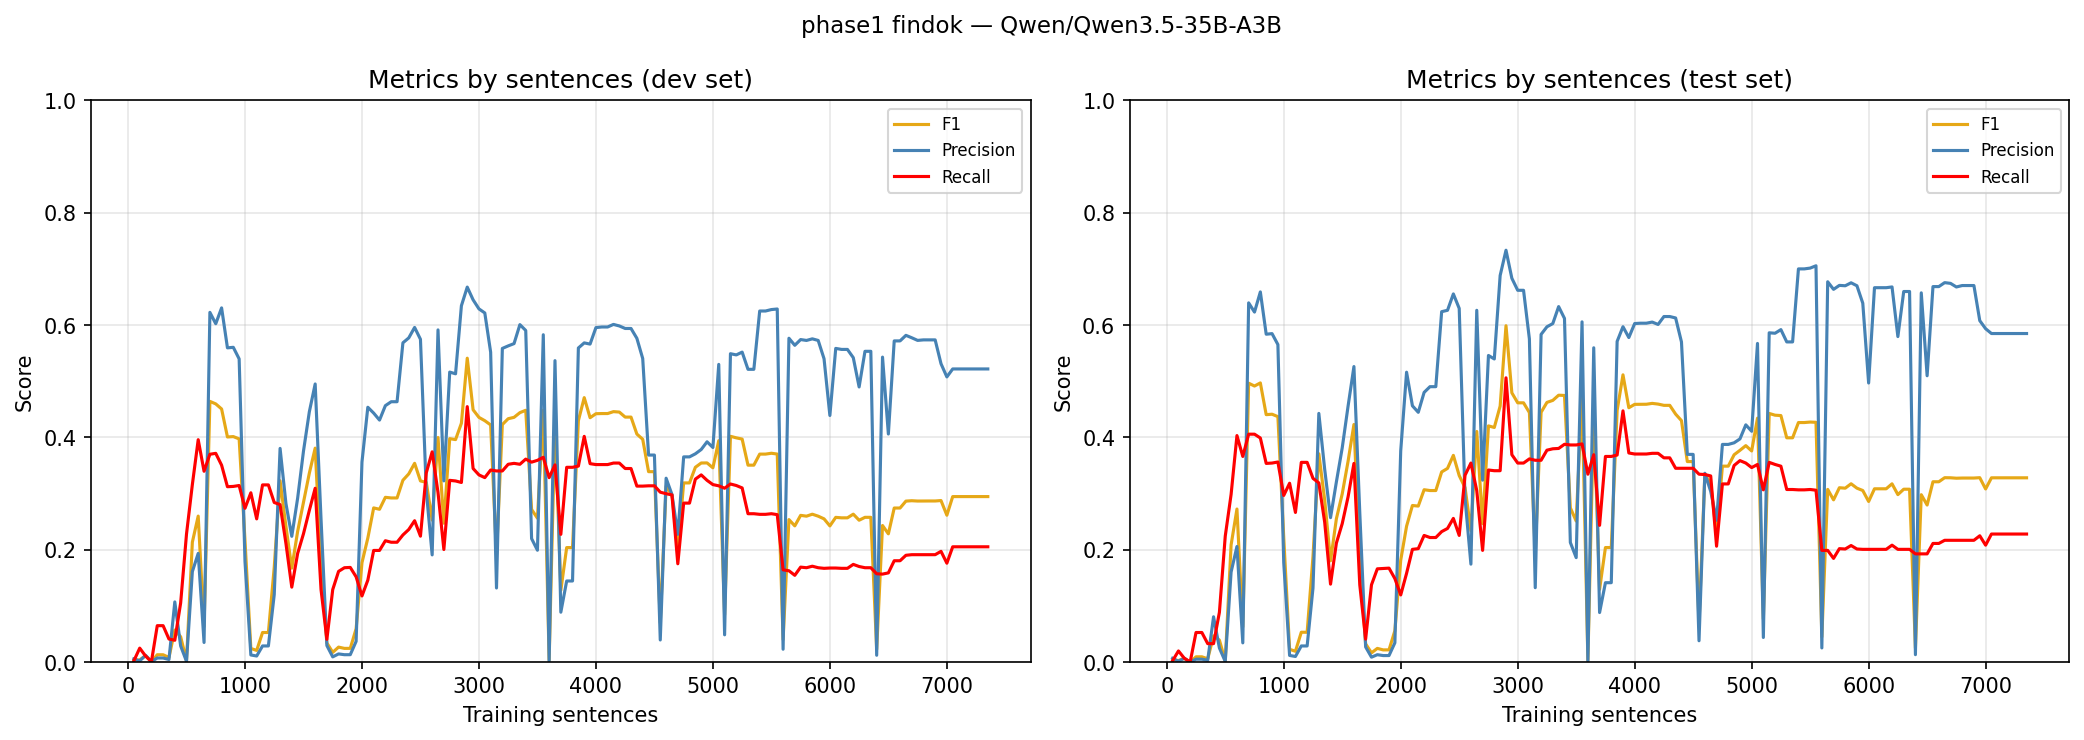 phase1 findok — Qwen/Qwen3.5-35B-A3B
Metrics by sentences (dev set)
1.0
0.8
0.6
0.4
0.2
0.0
Score
F1
Precision
Recall
0 1000 2000 3000 4000 5000 6000 7000
Training sentences
Metrics by sentences (test set)
1.0
0.8
0.6
0.4
0.2
0.0
Score
F1
Precision
Recall
0 1000 2000 3000 4000 5000 6000 7000
Training sentences